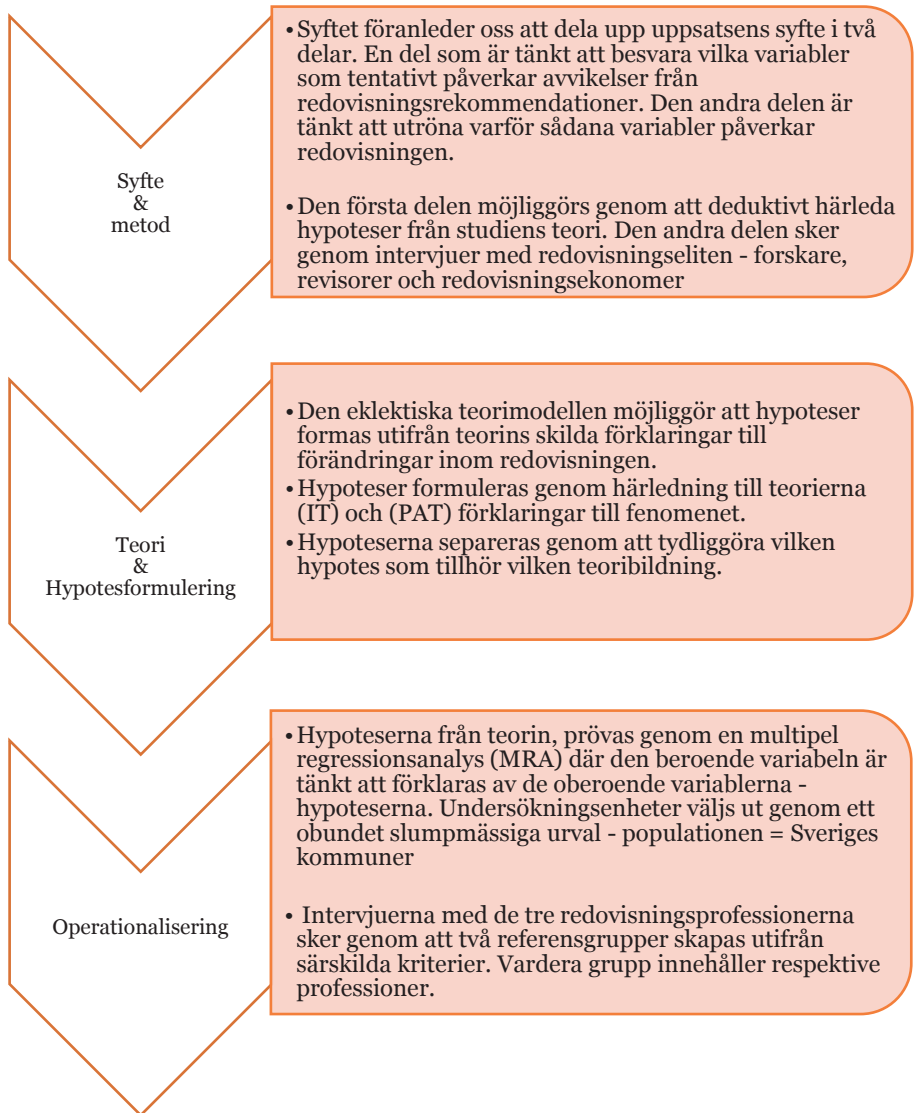 Syfte
&
metod
•Syftet föranleder oss att dela upp uppsatsens syfte i två
delar. En del som är tänkt att besvara vilka variabler
som tentativt påverkar avvikelser från
redovisningsrekommendationer. Den andra delen är
tänkt att utröna varför sådana variabler påverkar
redovisningen.
•Den första delen möjliggörs genom att deduktivt härleda
hypoteser från studiens teori. Den andra delen sker
genom intervjuer med redovisningseliten - forskare,
revisorer och redovisningsekonomer
Teori
&
Hypotesformulering
•Den eklektiska teorimodellen möjliggör att hypoteser
formas utifrån teorins skilda förklaringar till
förändringar inom redovisningen.
•Hypoteser formuleras genom härledning till teorierna
(IT) och (PAT) förklaringar till fenomenet.
•Hypoteserna separeras genom att tydliggöra vilken
hypotes som tillhör vilken teoribildning.
Operationalisering
•Hypoteserna från teorin, prövas genom en multipel
regressionsanalys (MRA) där den beroende variabeln är
tänkt att förklaras av de oberoende variablerna -
hypoteserna. Undersökningsenheter väljs ut genom ett
obundet slumpmässiga urval - populationen = Sveriges
kommuner
• Intervjuerna med de tre redovisningsprofessionerna
sker genom att två referensgrupper skapas utifrån
särskilda kriterier. Vardera grupp innehåller respektive
professioner.